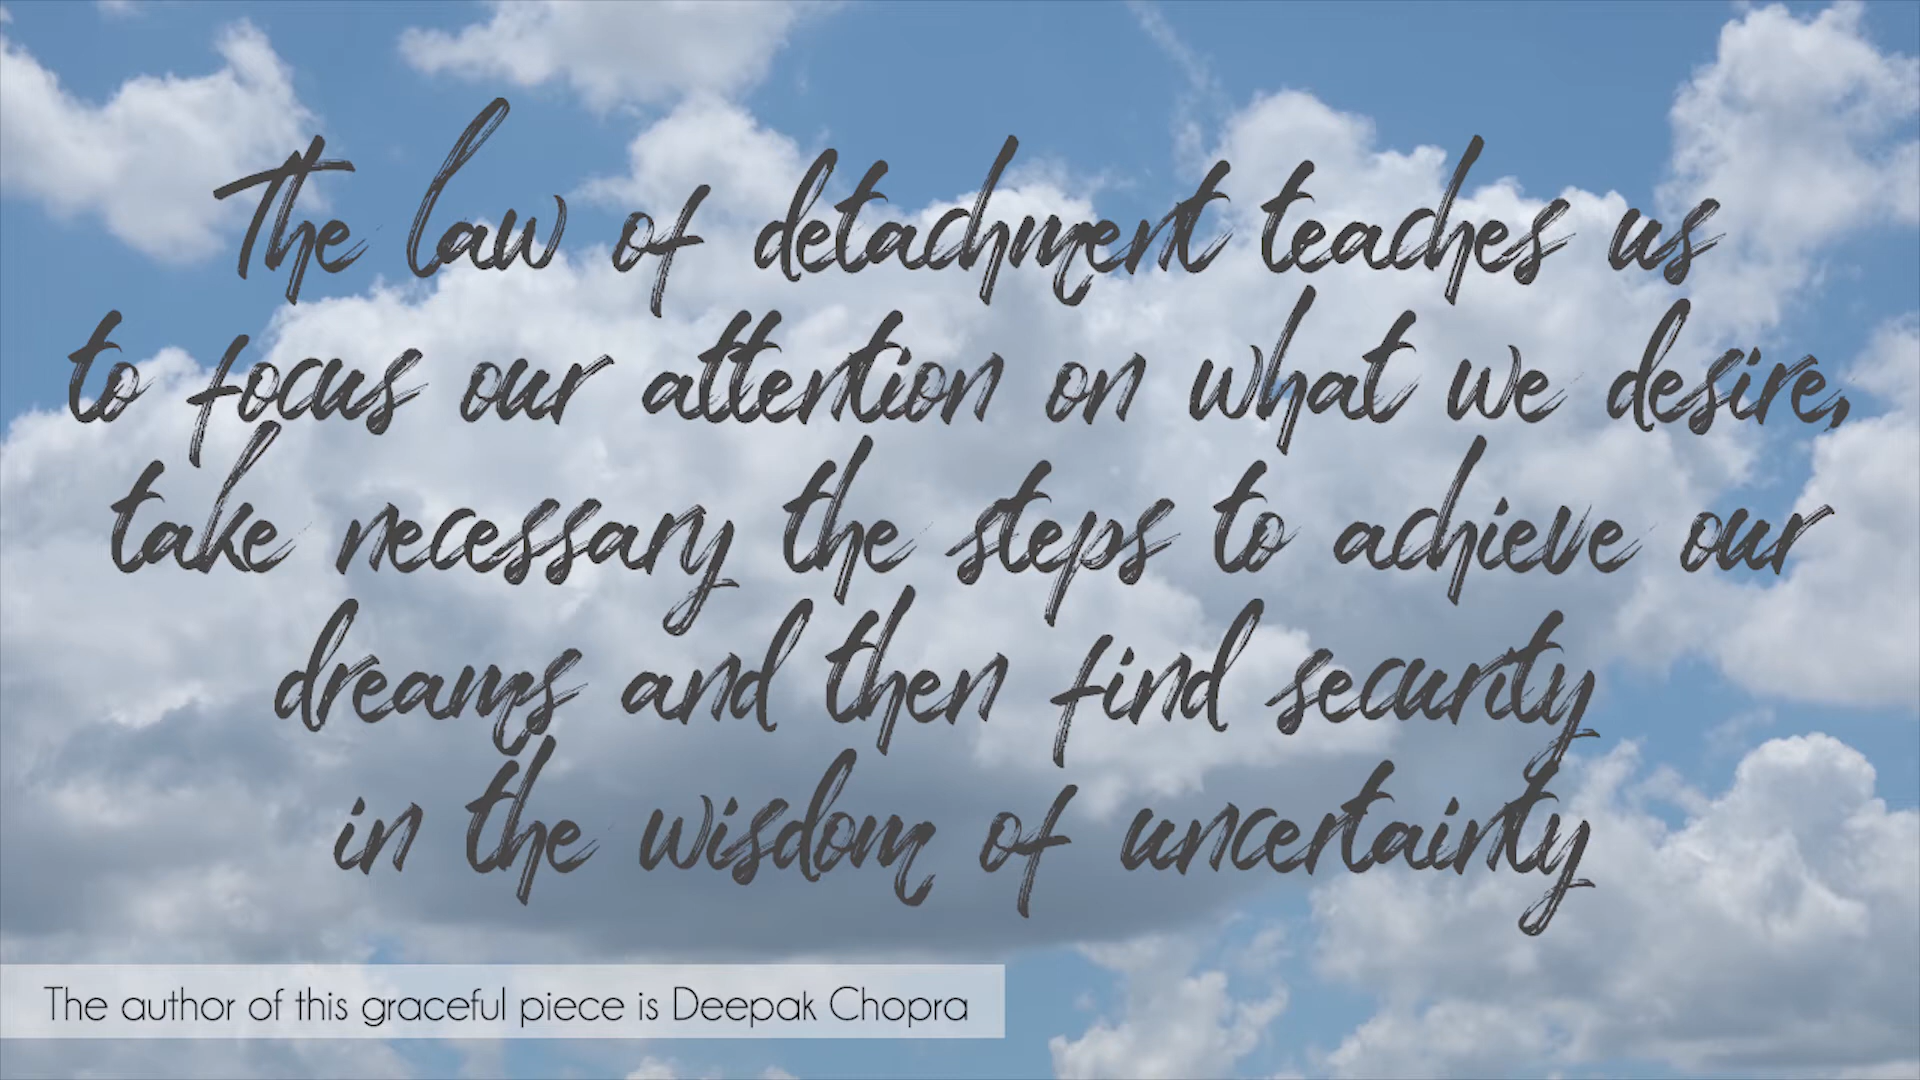 The law of detachment teaches us
to focus our attention on what we desire,
take necessary the steps to achieve our
dreams and then find security
in the wisdom of uncertainty
The author of this graceful piece is Deepak Chopra